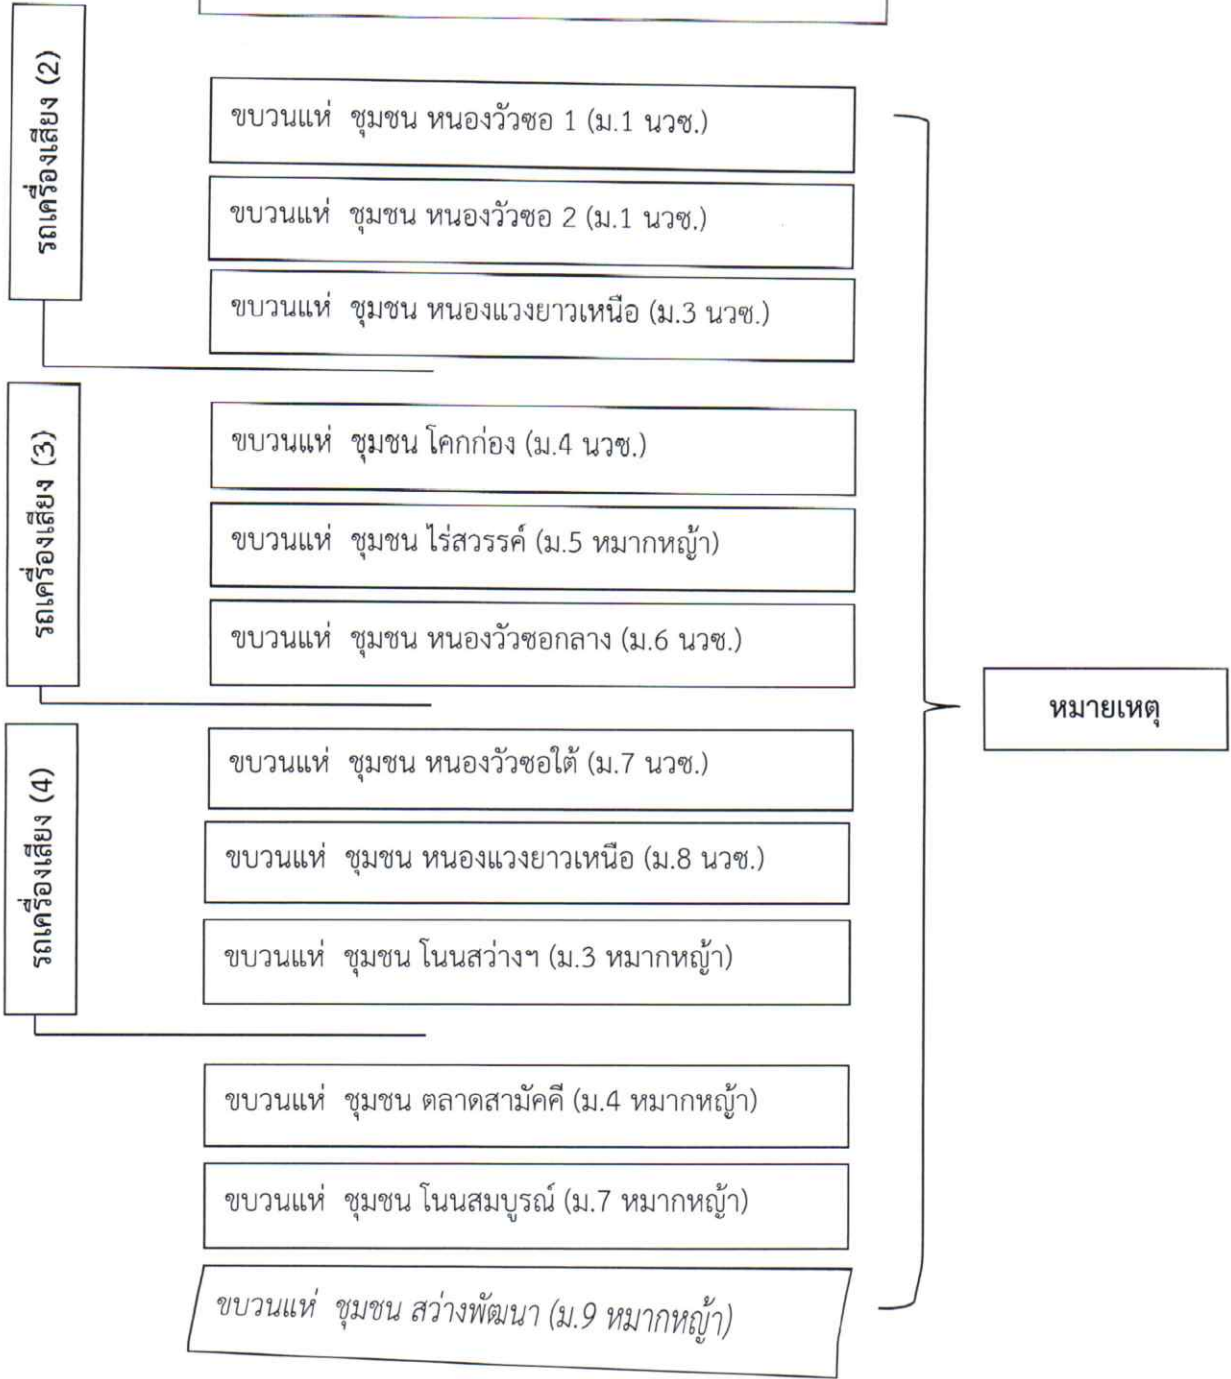 รถเครื่องเสียง (2)
ขบวนแห่ ชุมชน หนองวัวซอ 1 (ม.1 นวซ.)
ขบวนแห่ ชุมชน หนองวัวซอ 2 (ม.1 นวซ.)
ขบวนแห่ ชุมชน หนองแวงยาวเหนือ (ม.3 นวซ.)
รถเครื่องเสียง (3)
ขบวนแห่ ชุมชน โคกก่อง (ม.4 นวซ.)
ขบวนแห่ ชุมชน ไร่สวรรค์ (ม.5 หมากหญ้า)
ขบวนแห่ ชุมชน หนองวัวซอกลาง (ม.6 นวซ.)
หมายเหตุ
รถเครื่องเสียง (4)
ขบวนแห่ ชุมชน หนองวัวซอใต้ (ม.7 นวซ.)
ขบวนแห่ ชุมชน หนองแวงยาวเหนือ (ม.8 นวซ.)
ขบวนแห่ ชุมชน โนนสว่างฯ (ม.3 หมากหญ้า)
ขบวนแห่ ชุมชน ตลาดสามัคคี (ม.4 หมากหญ้า)
ขบวนแห่ ชุมชน โนนสมบูรณ์ (ม.7 หมากหญ้า)
ขบวนแห่ ชุมชน สว่างพัฒนา (ม.9 หมากหญ้า)